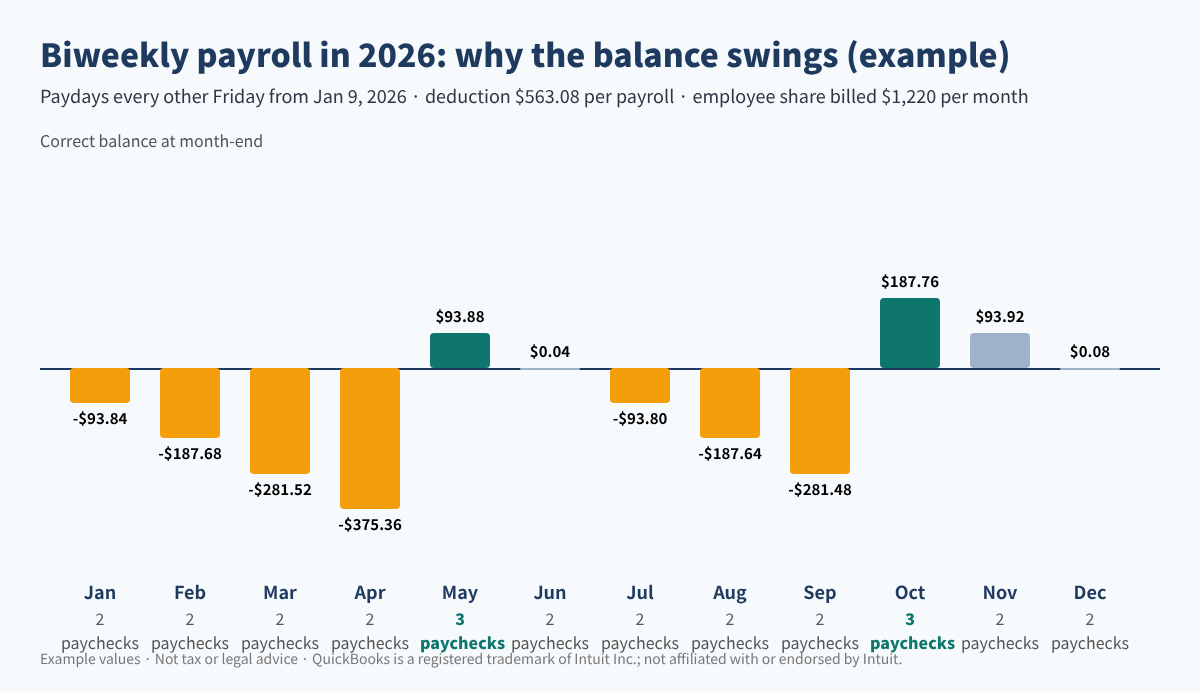 Biweekly payroll in 2026: why the balance swings (example)
Paydays every other Friday from Jan 9, 2026 · deduction $563.08 per payroll · employee share billed $1,220 per month
Correct balance at month-end
$187.76
$93.88 $93.92
$0.04 $0.08
-$93.84 -$93.80
-$187.68 -$187.64
-$281.52 -$281.48
-$375.36
Jan Feb Mar Apr May Jun Jul Aug Sep Oct Nov Dec
2 2 2 2 3 2 2 2 2 3 2 2
paychecks paychecks paychecks paychecks paychecks paychecks paychecks paychecks paychecks paychecks paychecks paychecks
Example values · Not tax or legal advice · QuickBooks is a registered trademark of Intuit Inc.; not affiliated with or endorsed by Intuit.